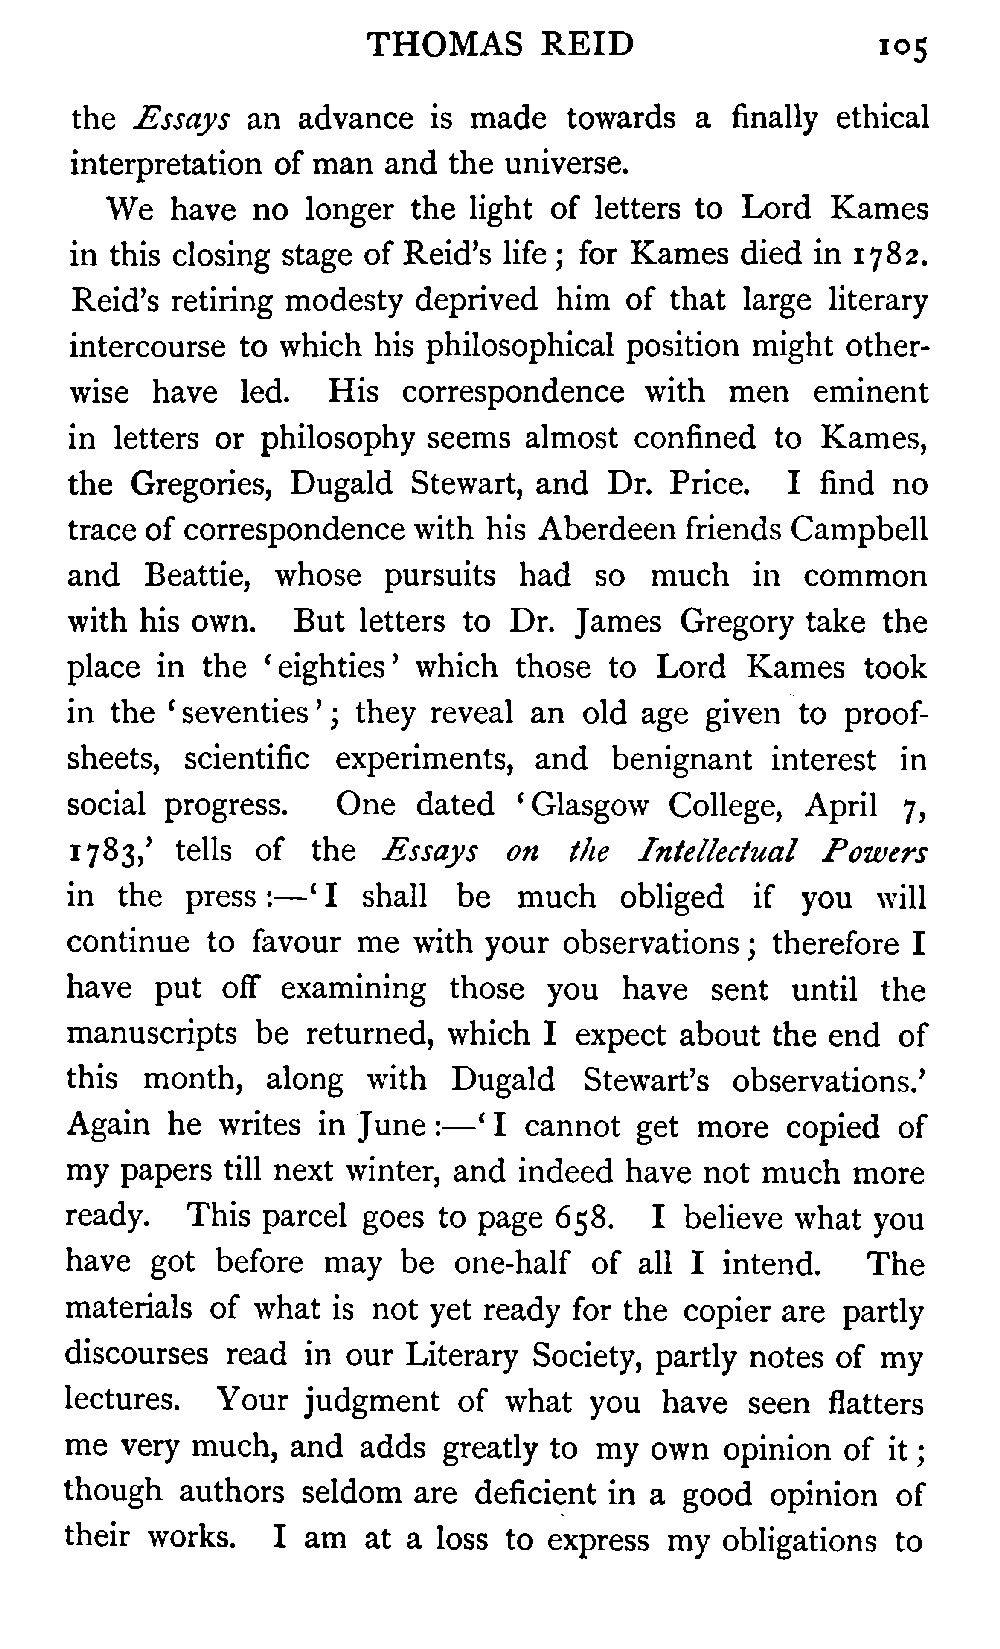 THOMAS REID 105
the Essays an advance is made towards a finally ethical
interpretation of man and the universe.
We have no longer the light of letters to Lord Kames
in this closing stage of Reid's life ; for Kames died in 1782.
Reid's retiring modesty deprived him of that large literary
intercourse to which his philosophical position might other-
wise have led. His correspondence with men eminent
in letters or philosophy seems almost confined to Kames,
the Gregories, Dugald Stewart, and Dr. Price. I find no
trace of correspondence with his Aberdeen friends Campbell
and Beattie, whose pursuits had so much in common
with his own. But letters to Dr. James Gregory take the
place in the ‘eighties’ which those to Lord Kames took
in the ‘seventies’; they reveal an old age given to proof-
sheets, scientific experiments, and benignant interest in
social progress. One dated ‘Glasgow College, April 7,
1783,’ tells of the Essays on the Intellectual Powers
in the press :—‘I shall be much obliged if you will
continue to favour me with your observations ; therefore I
have put off examining those you have sent until the
manuscripts be returned, which I expect about the end of
this month, along with Dugald Stewart's observations.’
Again he writes in June :—‘I cannot get more copied of
my papers till next winter, and indeed have not much more
ready. This parcel goes to page 658. I believe what you
have got before may be one-half of all I intend. The
materials of what is not yet ready for the copier are partly
discourses read in our Literary Society, partly notes of my
lectures. Your judgment of what you have seen flatters
me very much, and adds greatly to my own opinion of it ;
though authors seldom are deficient in a good opinion of
their works. I am at a loss to express my obligations to